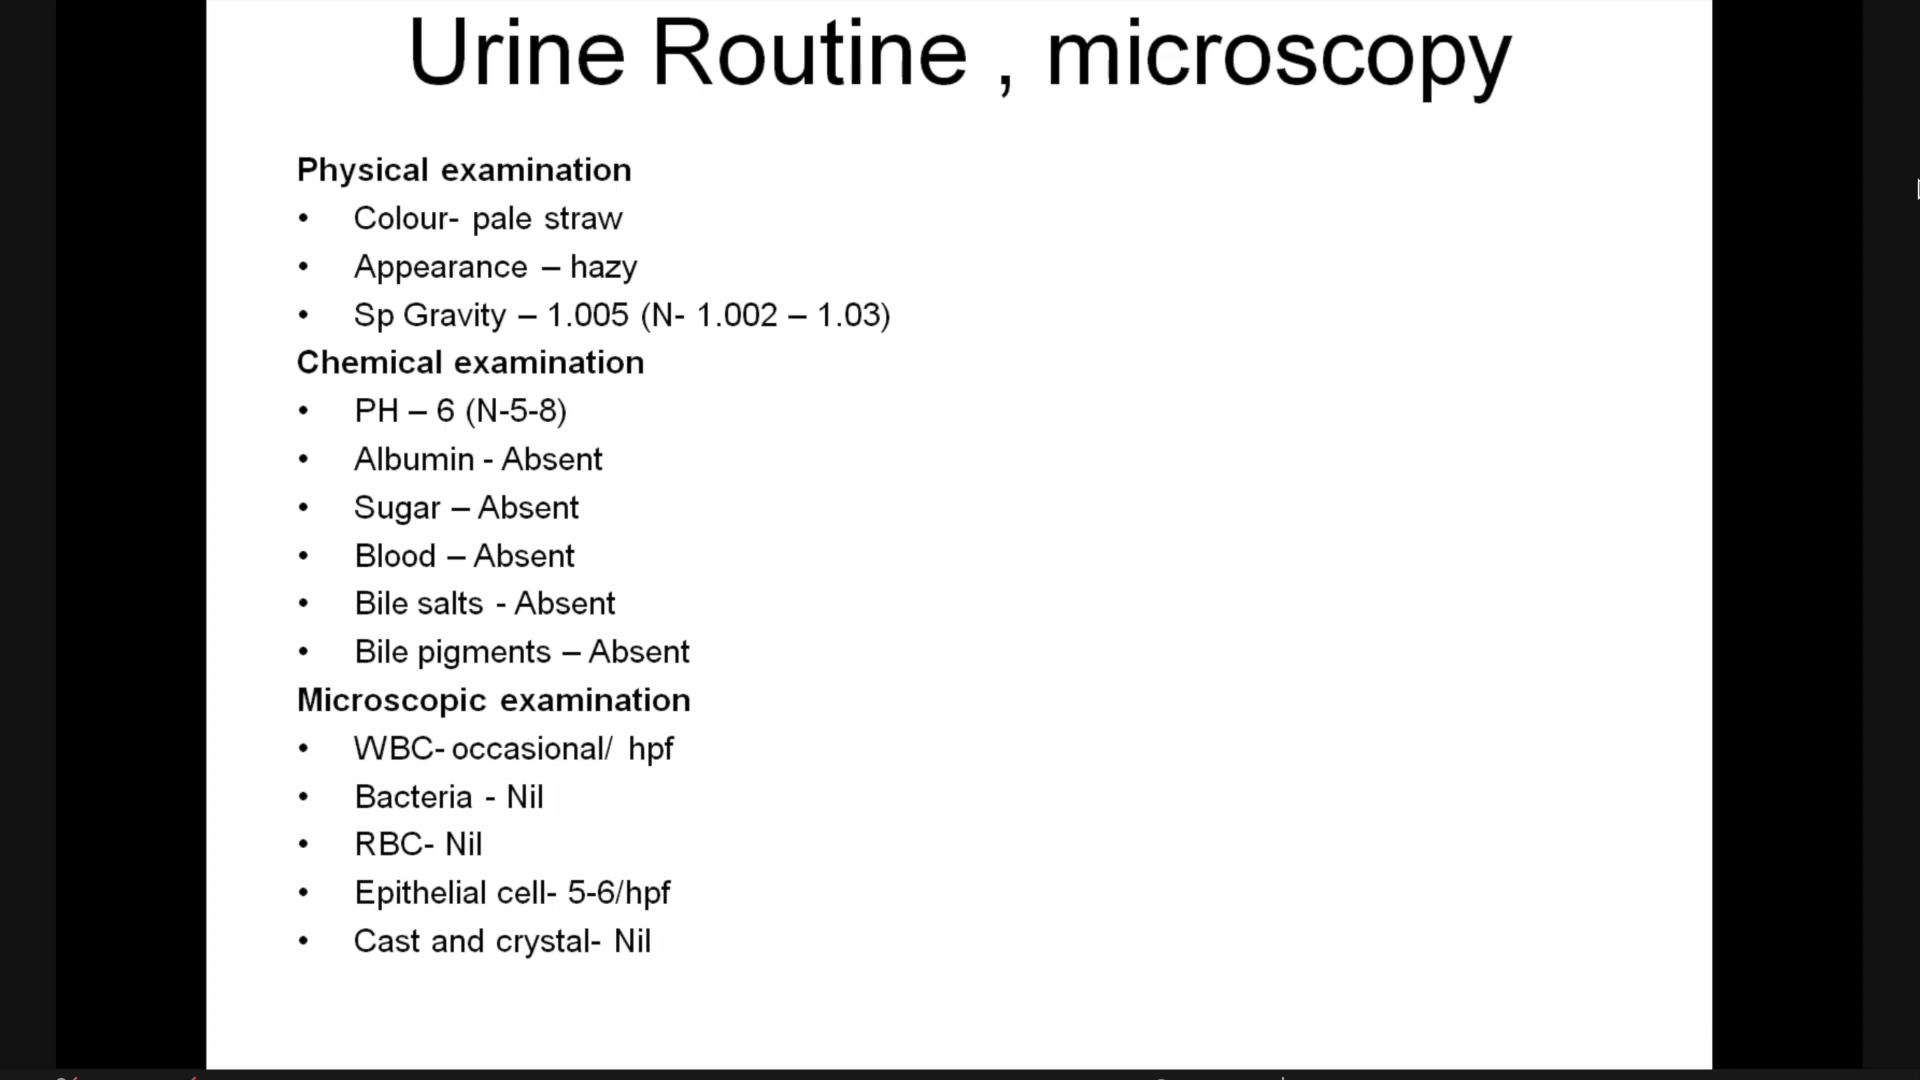 Urine Routine , microscopy
Physical examination
• Colour- pale straw
• Appearance – hazy
• Sp Gravity – 1.005 (N- 1.002 – 1.03)
Chemical examination
• PH – 6 (N-5-8)
• Albumin - Absent
• Sugar – Absent
• Blood – Absent
• Bile salts - Absent
• Bile pigments – Absent
Microscopic examination
• WBC- occasional/ hpf
• Bacteria - Nil
• RBC- Nil
• Epithelial cell- 5-6/hpf
• Cast and crystal- Nil